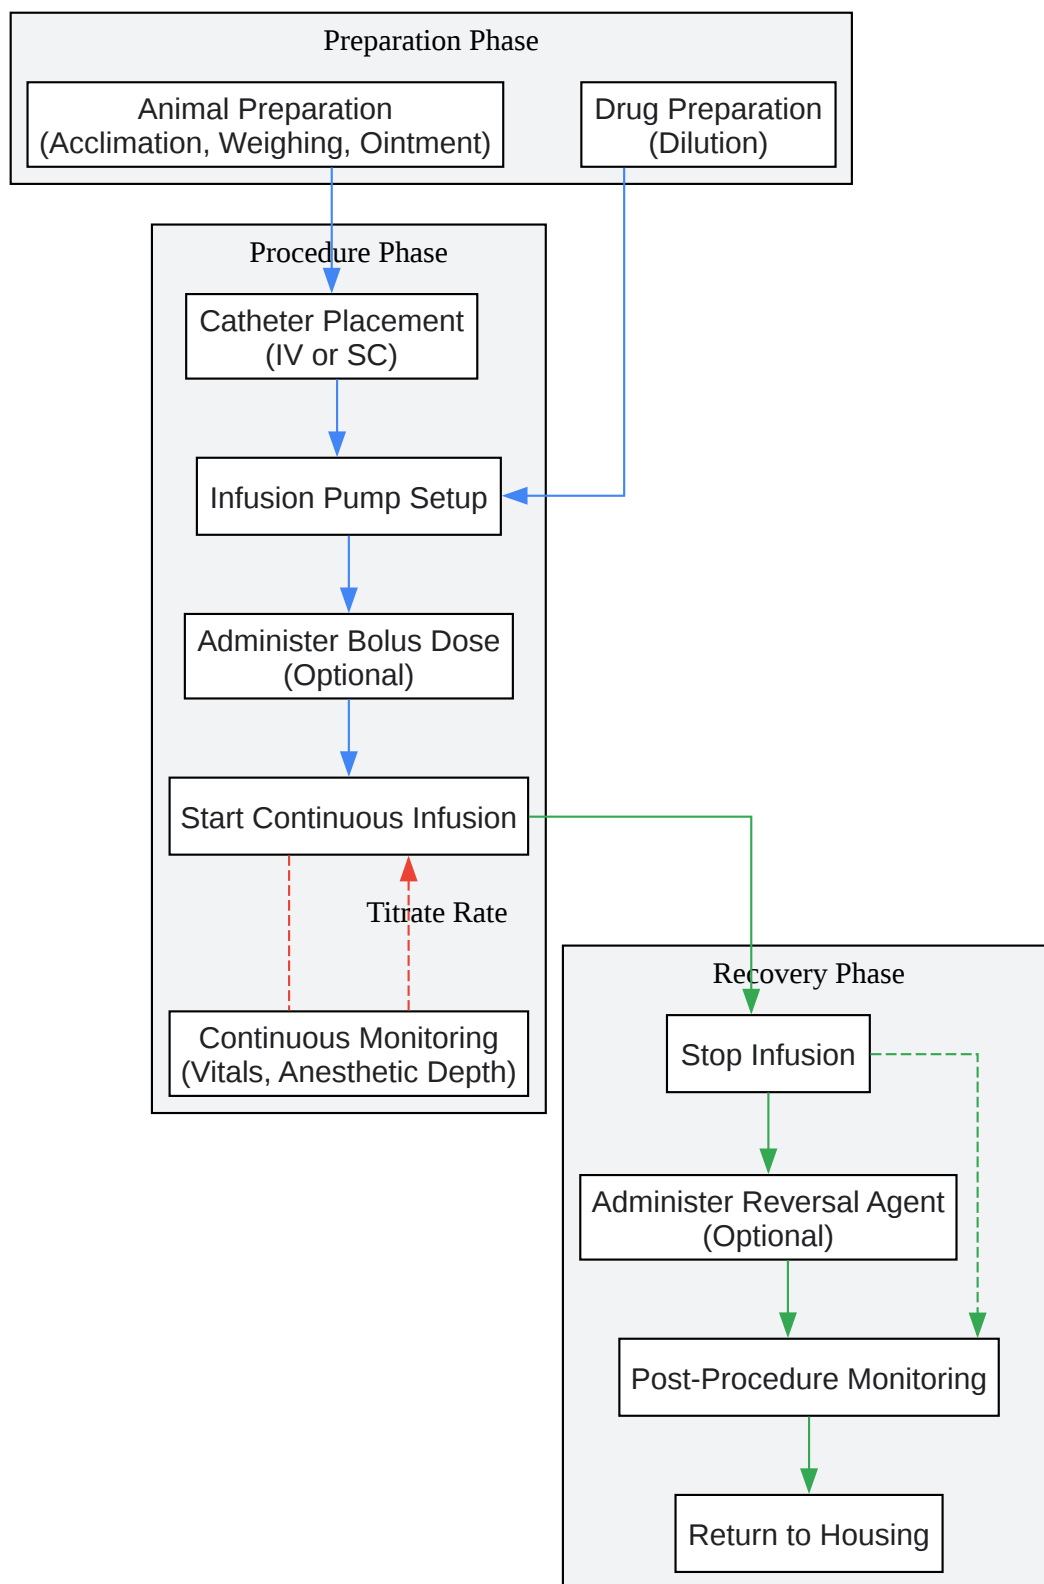 Preparation Phase
Animal Preparation
(Acclimation, Weighing, Ointment)
Drug Preparation
(Dilution)
Procedure Phase
Catheter Placement
(IV or SC)
Infusion Pump Setup
Administer Bolus Dose
(Optional)
Start Continuous Infusion
Titrate Rate
Continuous Monitoring
(Vitals, Anesthetic Depth)
Recovery Phase
Stop Infusion
Administer Reversal Agent
(Optional)
Post-Procedure Monitoring
Return to Housing